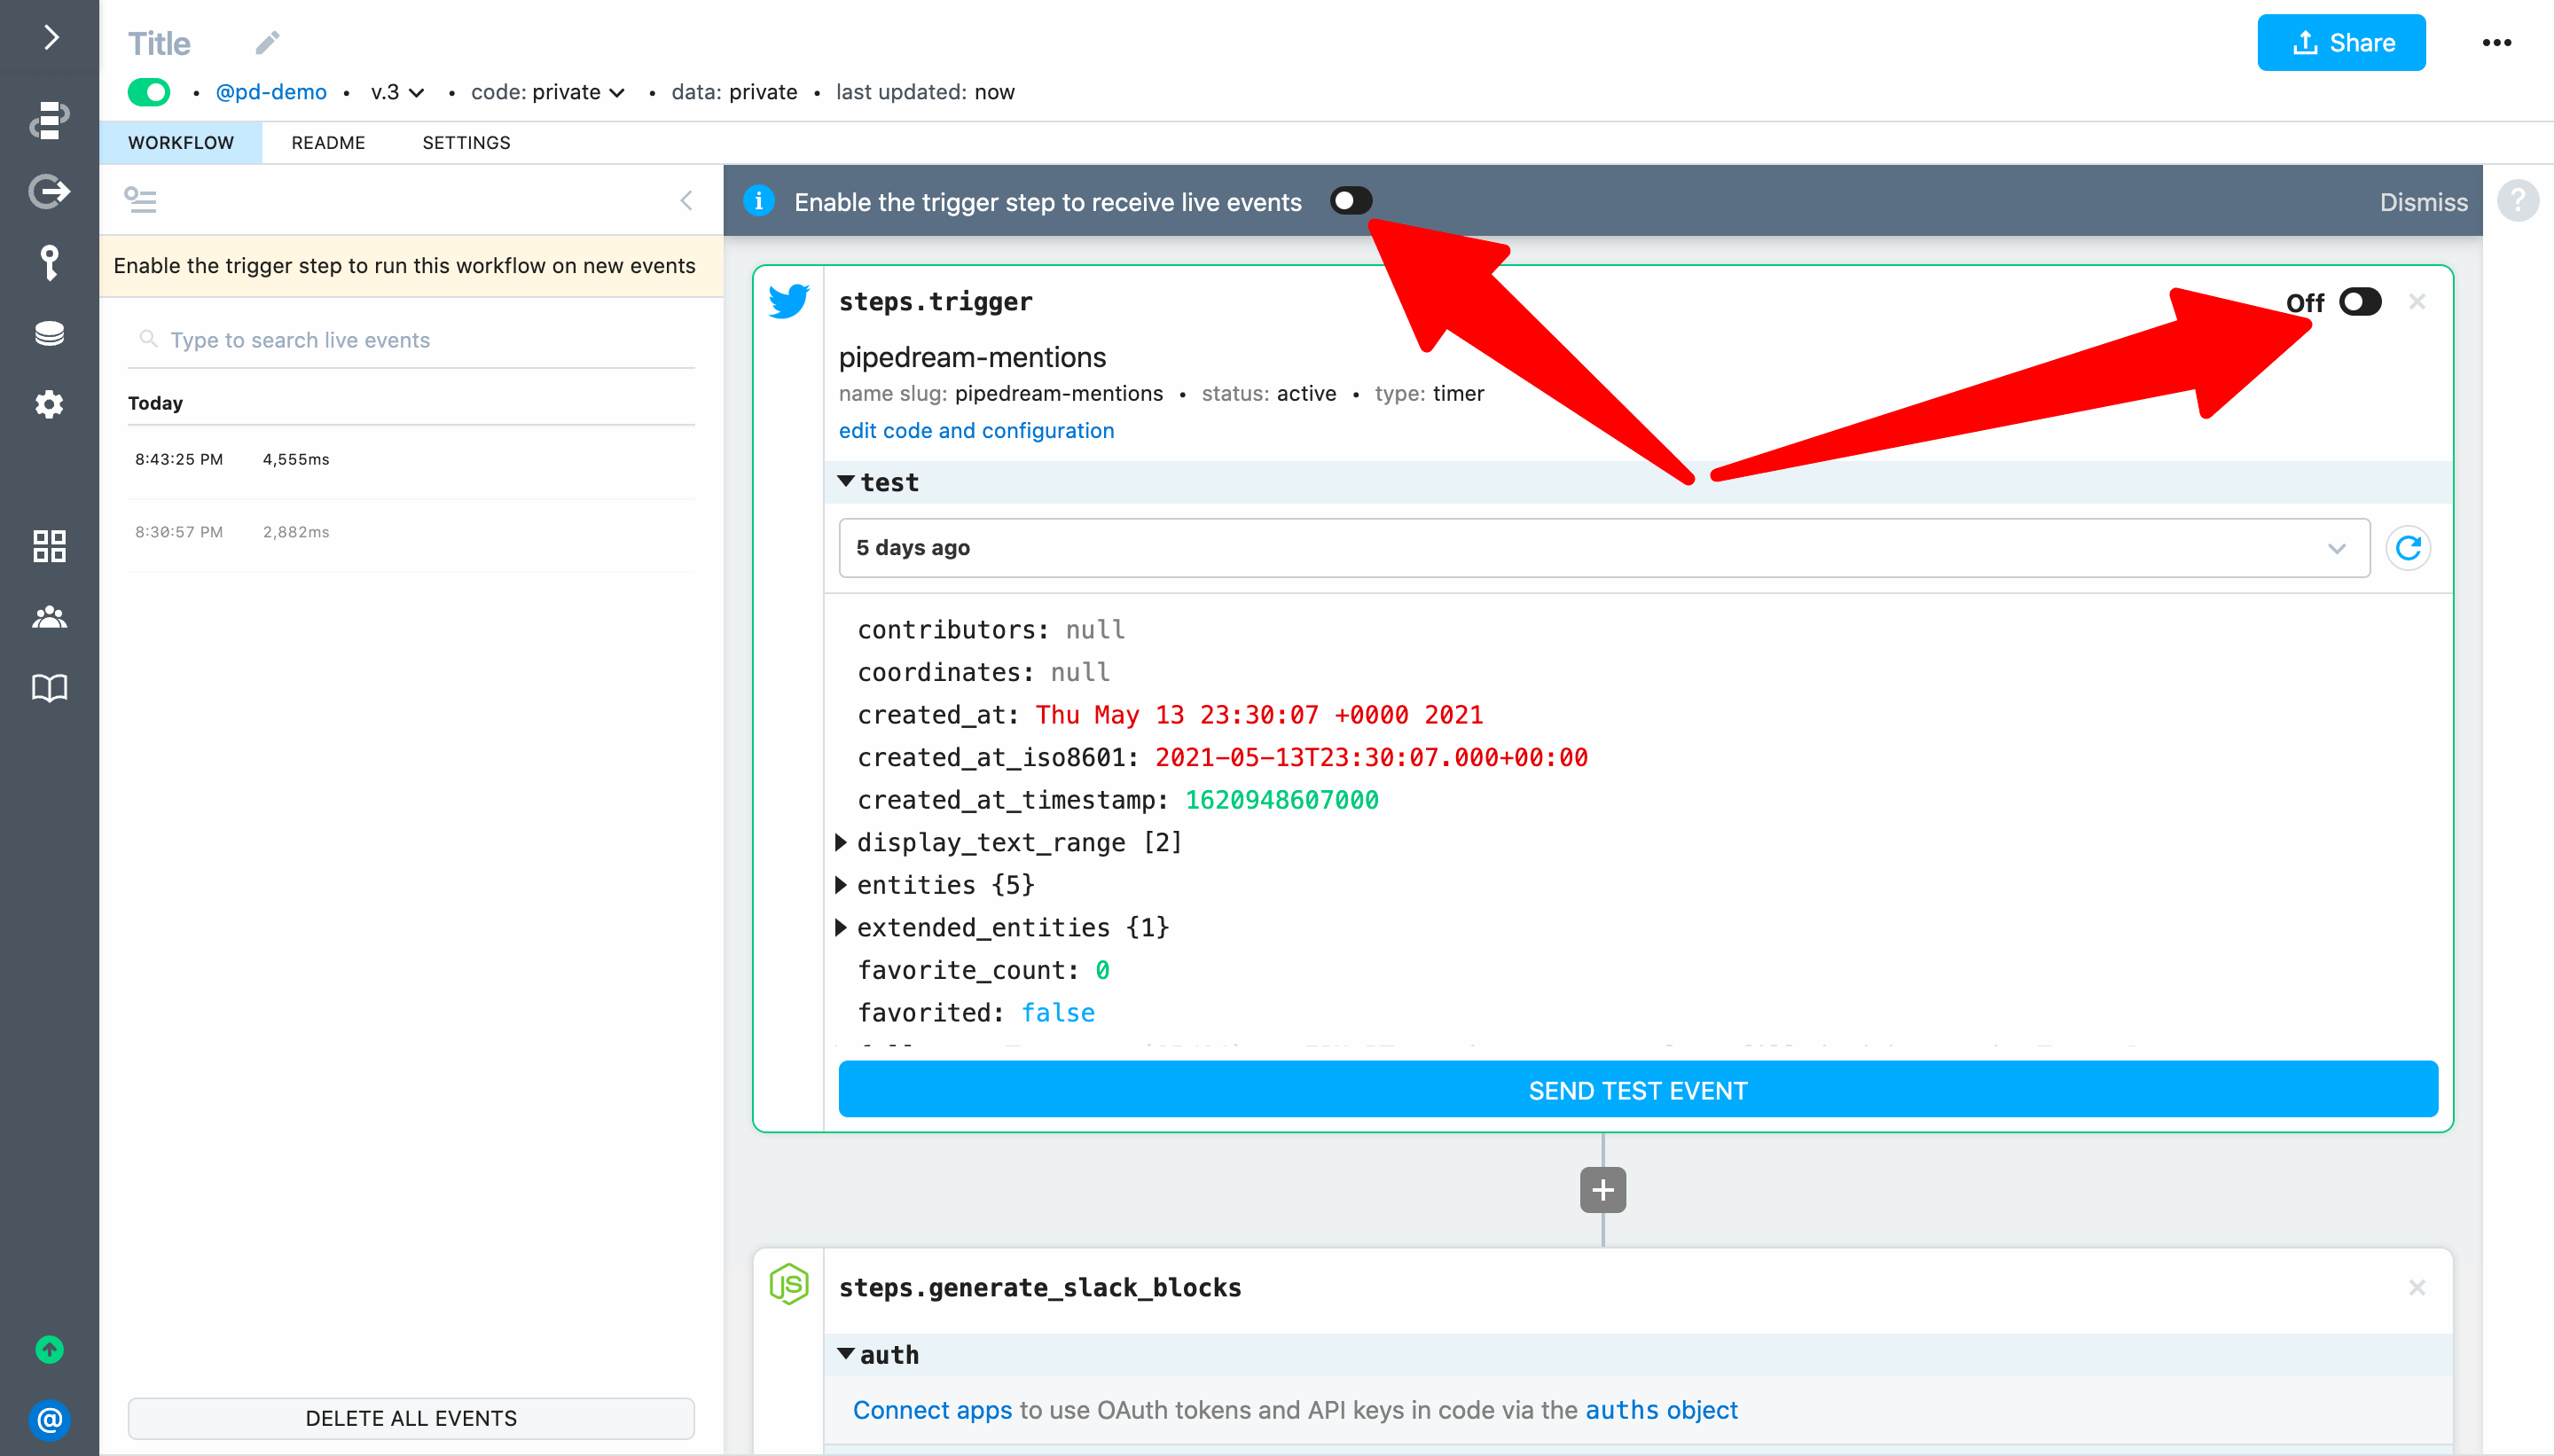 Title
Share
•••
• @pd-demo • v.3 • code: private • data: private • last updated: now
WORKFLOW README SETTINGS
Enable the trigger step to receive live events
Dismiss
?
Enable the trigger step to run this workflow on new events
Type to search live events
Today
8:43:25 PM 4,555ms
8:30:57 PM 2,882ms
DELETE ALL EVENTS
steps.trigger
Off
pipedream-mentions
name slug: pipedream-mentions • status: active • type: timer
edit code and configuration
test
5 days ago
contributors: null
coordinates: null
created_at: Thu May 13 23:30:07 +0000 2021
created_at_iso8601: 2021-05-13T23:30:07.000+00:00
created_at_timestamp: 1620948607000
display_text_range [2]
entities {5}
extended_entities {1}
favorite_count: 0
favorited: false
SEND TEST EVENT
+
JS
steps.generate_slack_blocks
auth
Connect apps to use OAuth tokens and API keys in code via the auths object
@